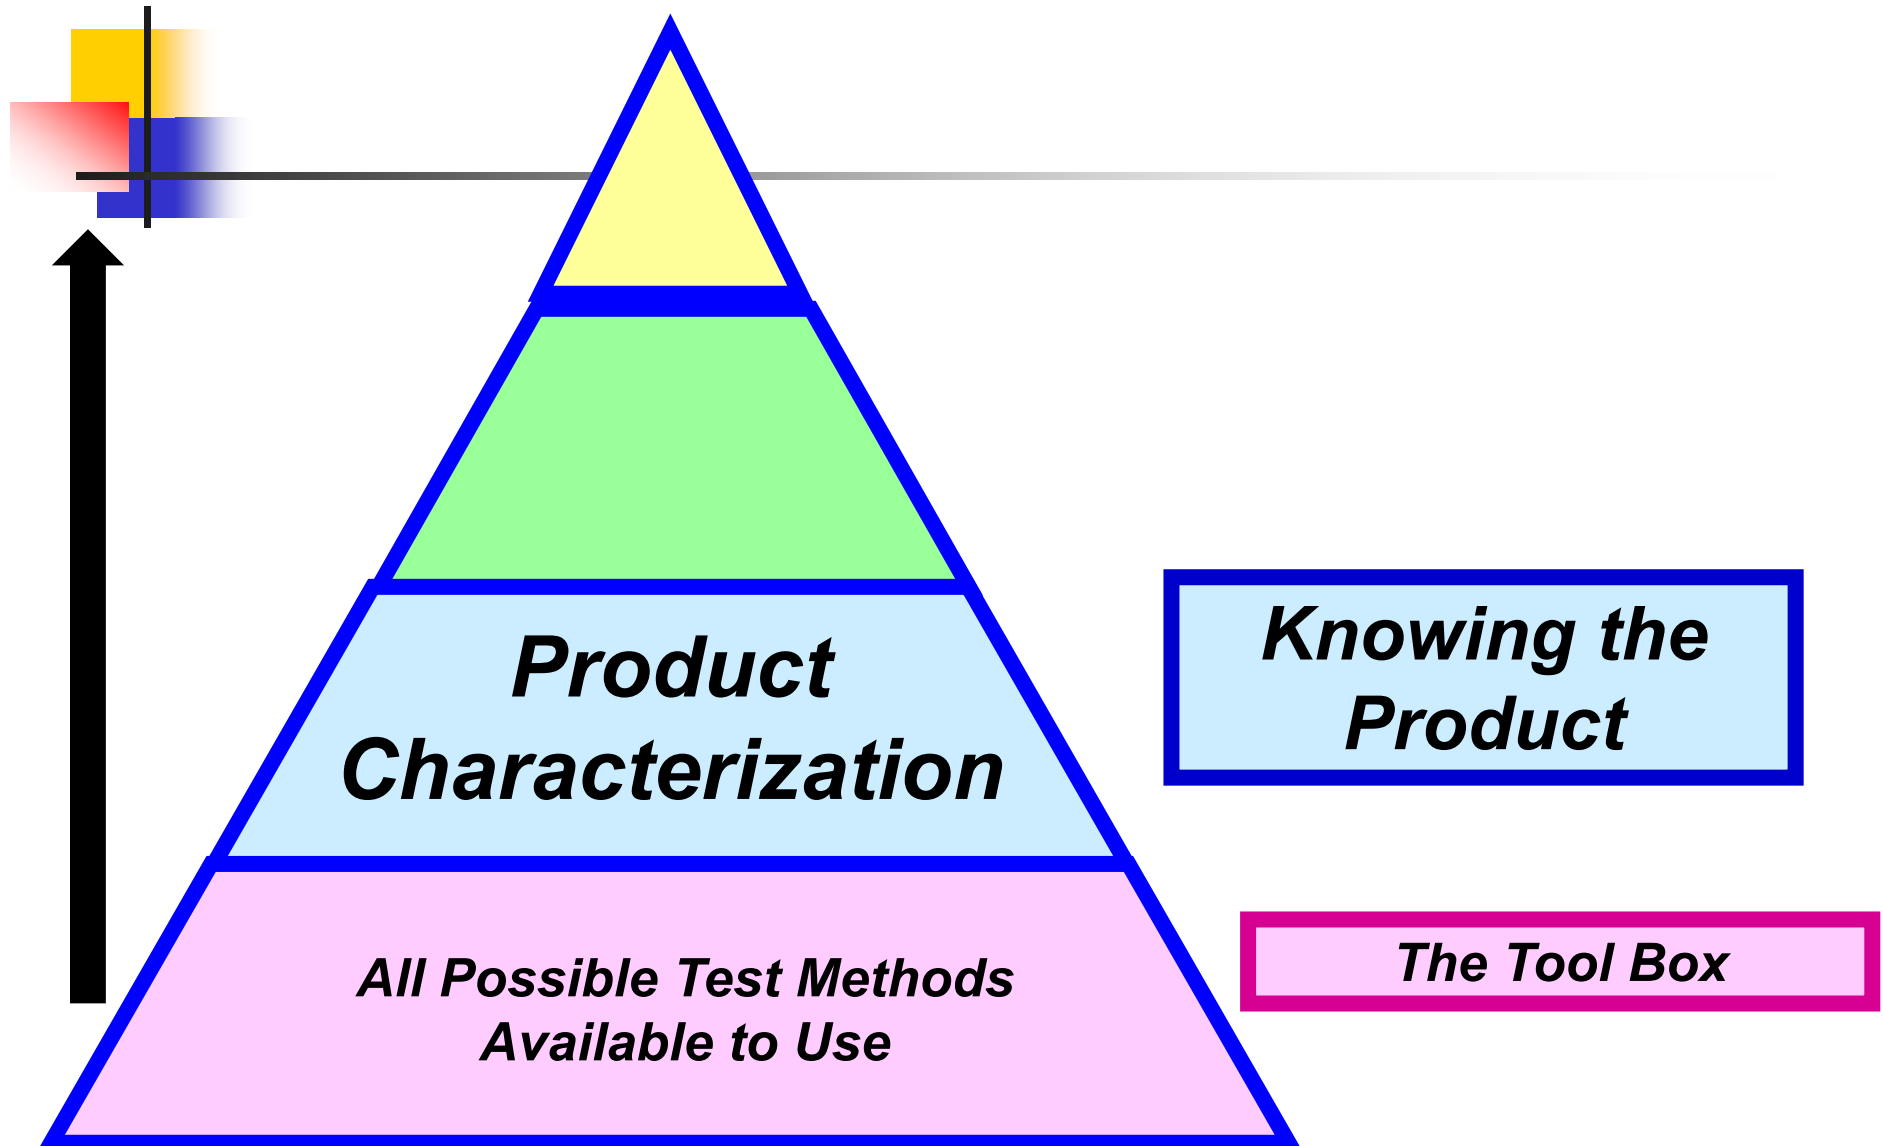 Product
Characterization
Knowing the
Product
All Possible Test Methods
Available to Use
The Tool Box